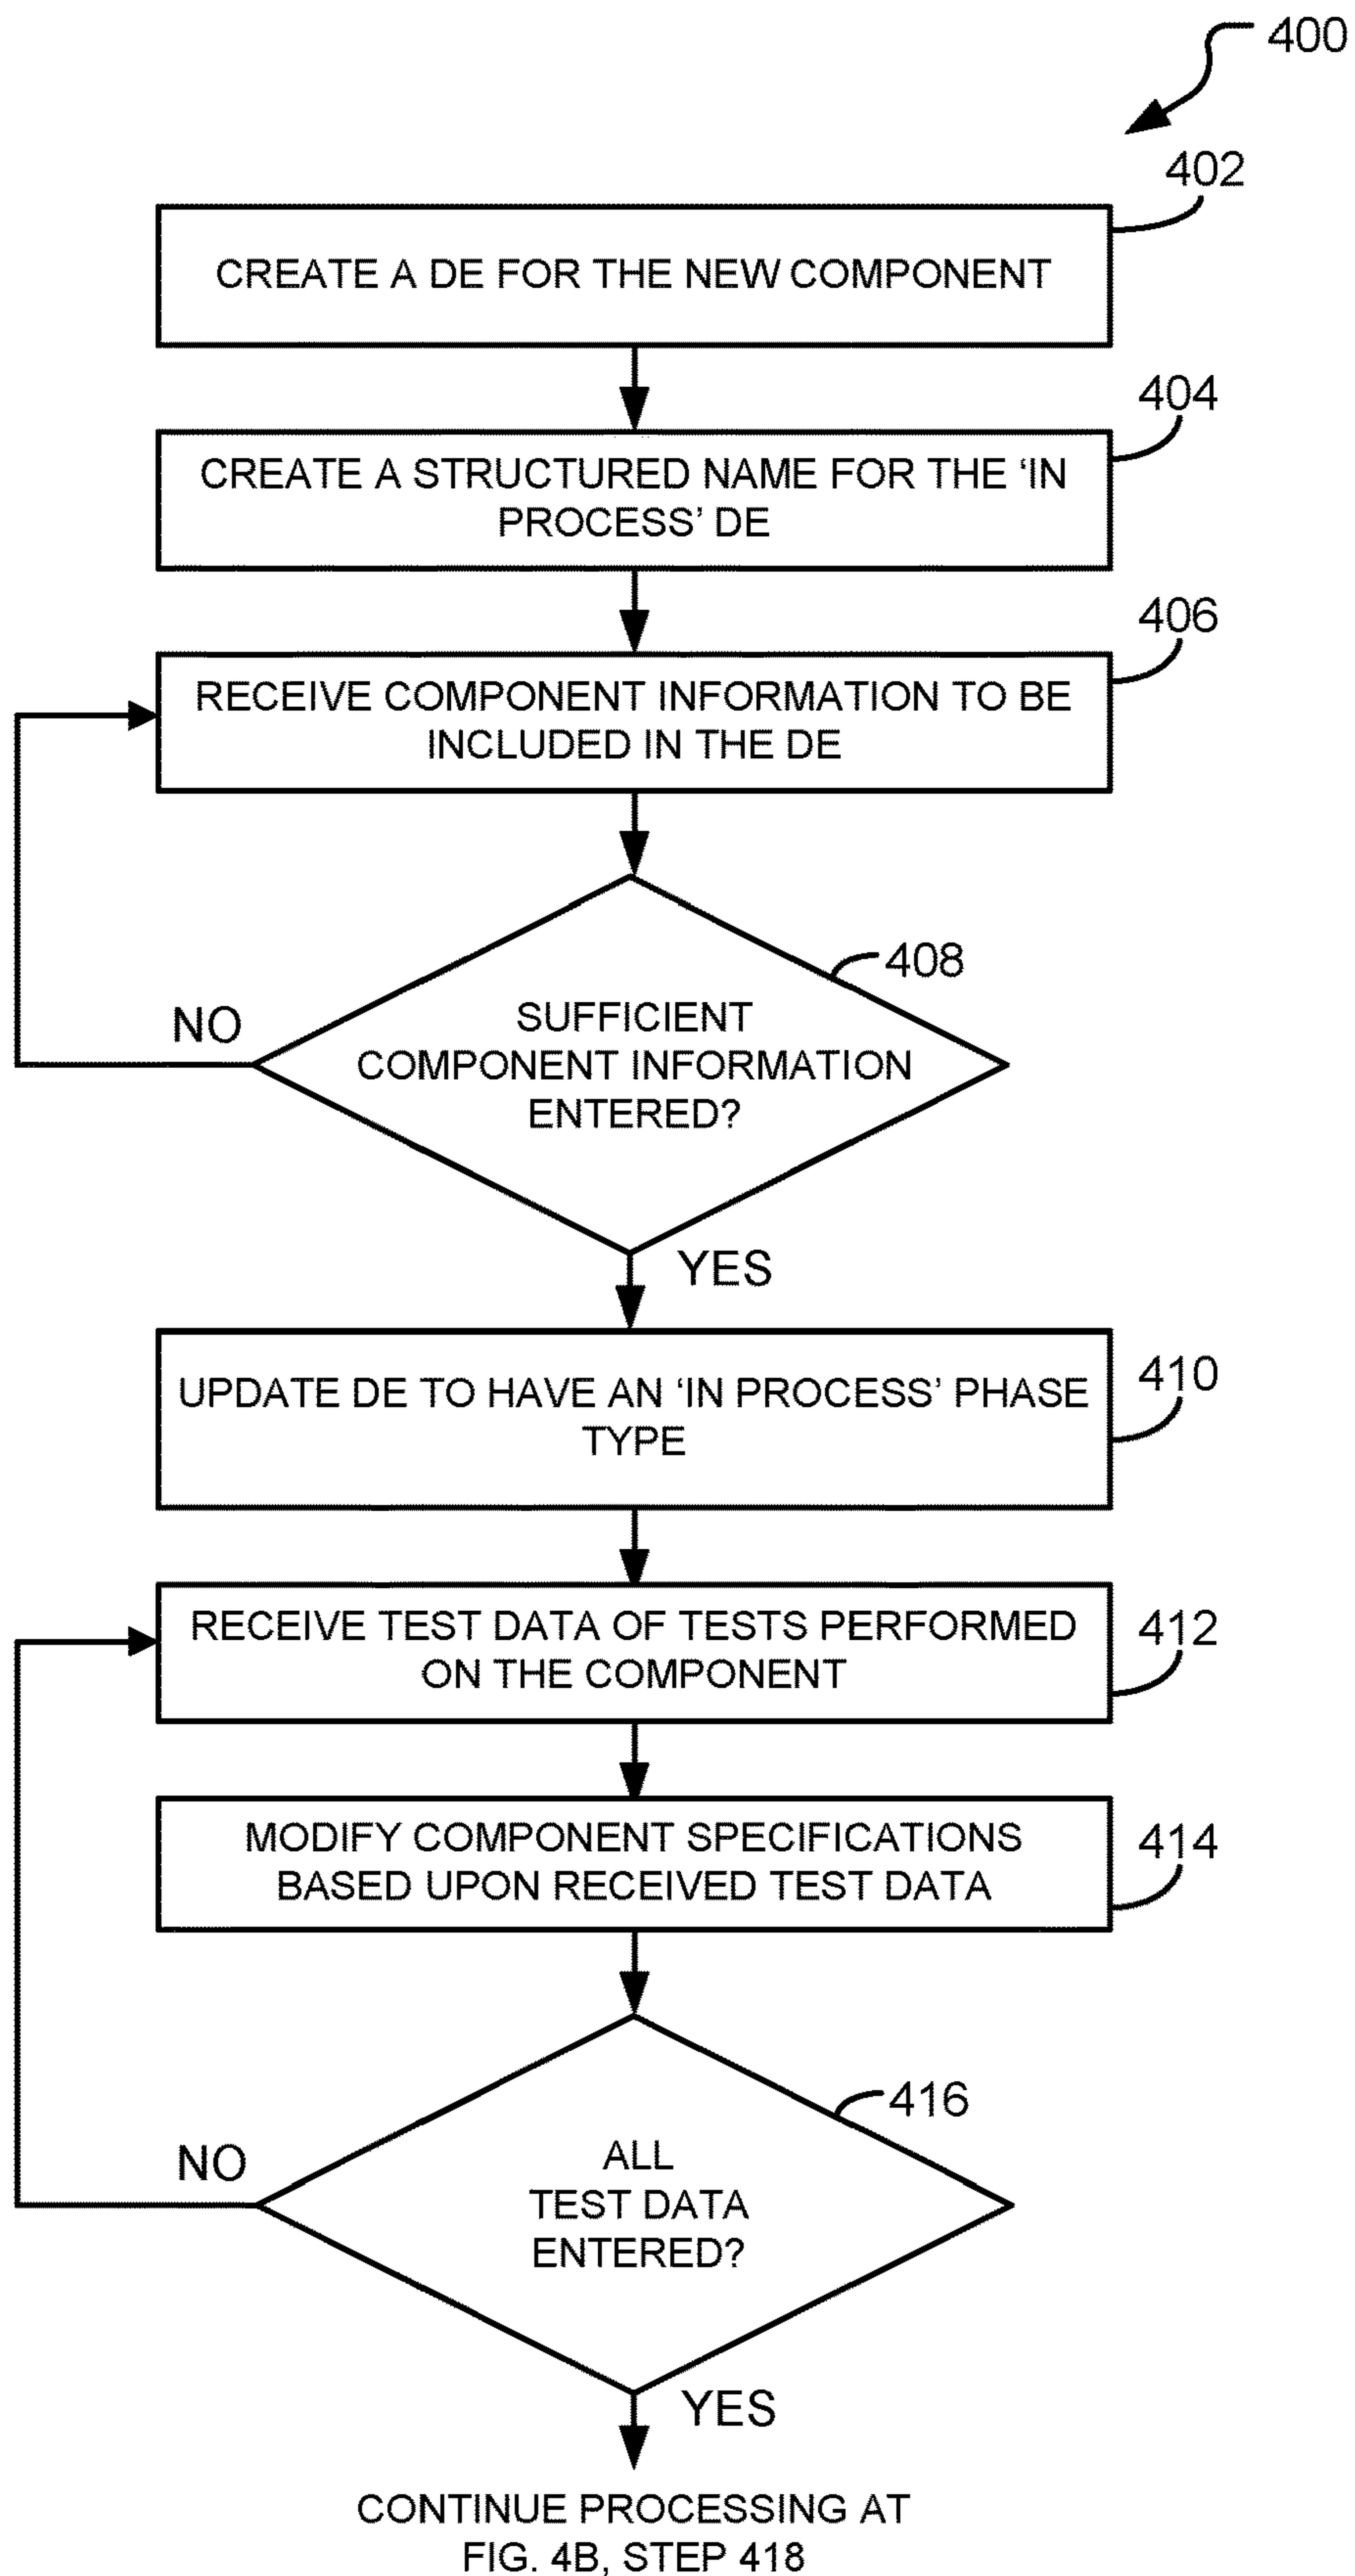 400
402
CREATE A DE FOR THE NEW COMPONENT
404
CREATE A STRUCTURED NAME FOR THE ‘IN
PROCESS’ DE
406
RECEIVE COMPONENT INFORMATION TO BE
INCLUDED IN THE DE
408
SUFFICIENT
COMPONENT INFORMATION
ENTERED?
NO
YES
410
UPDATE DE TO HAVE AN ‘IN PROCESS’ PHASE
TYPE
412
RECEIVE TEST DATA OF TESTS PERFORMED
ON THE COMPONENT
414
MODIFY COMPONENT SPECIFICATIONS
BASED UPON RECEIVED TEST DATA
416
ALL
TEST DATA
ENTERED?
NO
YES
CONTINUE PROCESSING AT
FIG. 4B, STEP 418